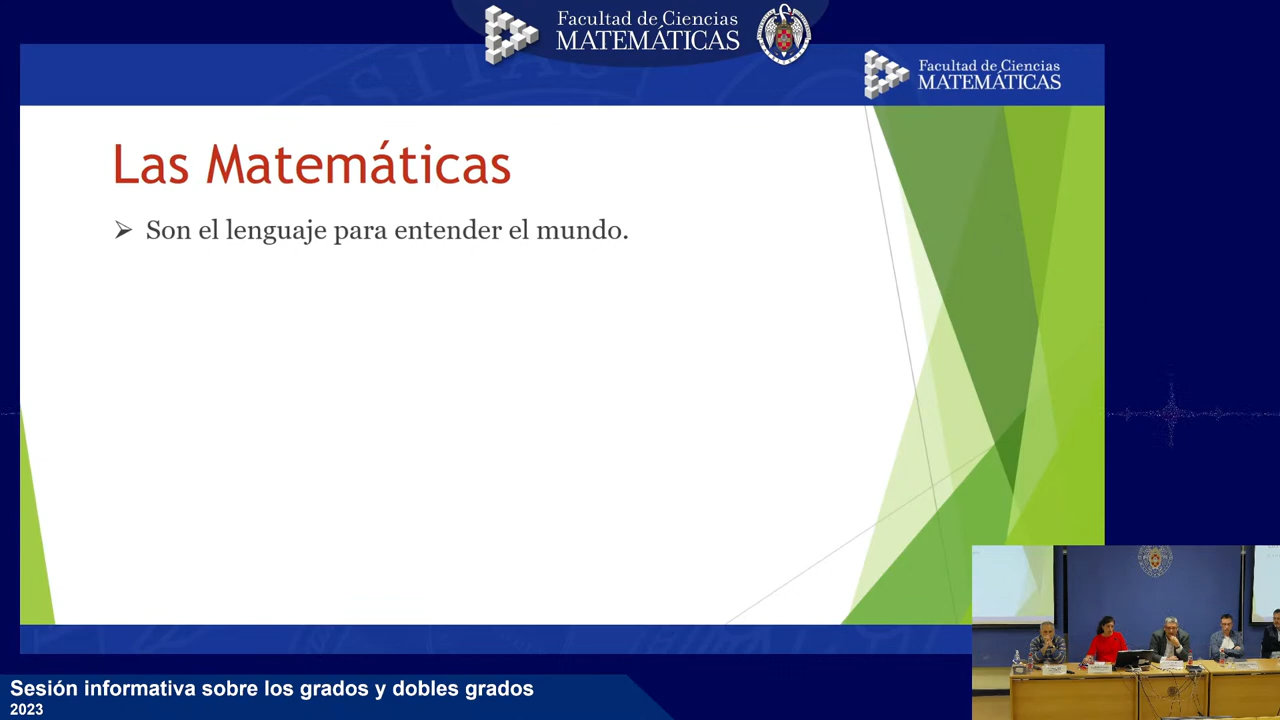 Facultad de Ciencias
MATEMÁTICAS
Facultad de Ciencias
MATEMÁTICAS
Las Matemáticas
➢ Son el lenguaje para entender el mundo.
Sesión informativa sobre los grados y dobles grados
2023